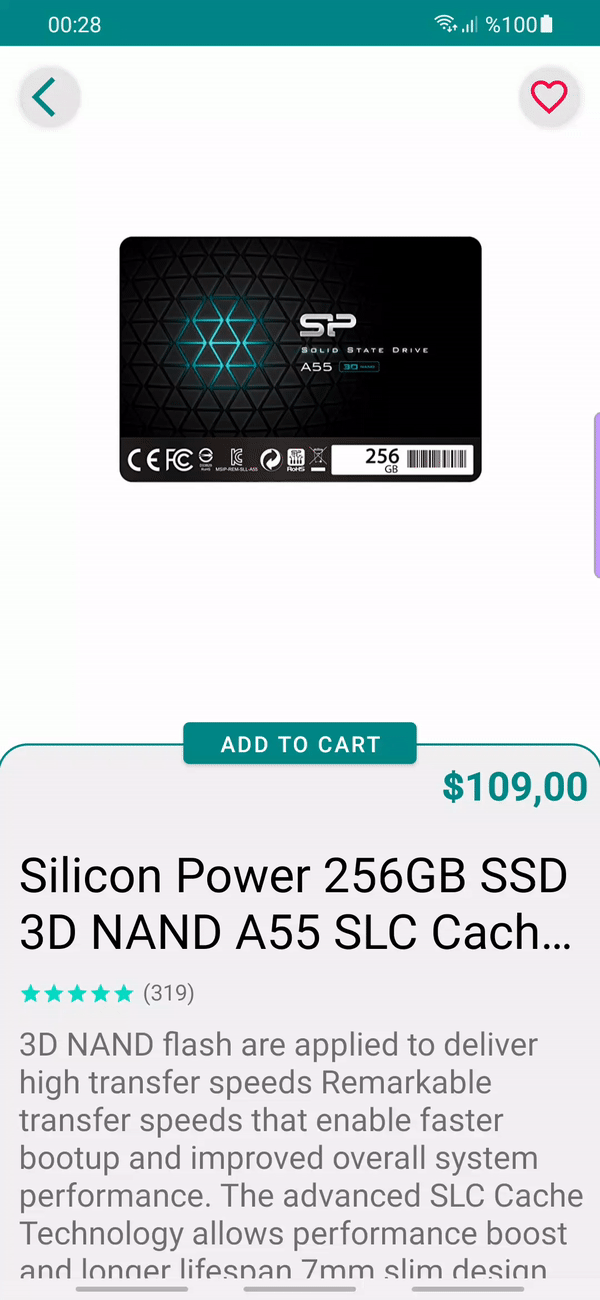 00:28
%100
SP
SOLID STATE DRIVE
A55 3D NAND
CE FC
RoHS
256
GB
ADD TO CART
$109,00
Silicon Power 256GB SSD
3D NAND A55 SLC Cach...
(319)
3D NAND flash are applied to deliver
high transfer speeds Remarkable
transfer speeds that enable faster
bootup and improved overall system
performance. The advanced SLC Cache
Technology allows performance boost
and longer lifespan 7mm slim design